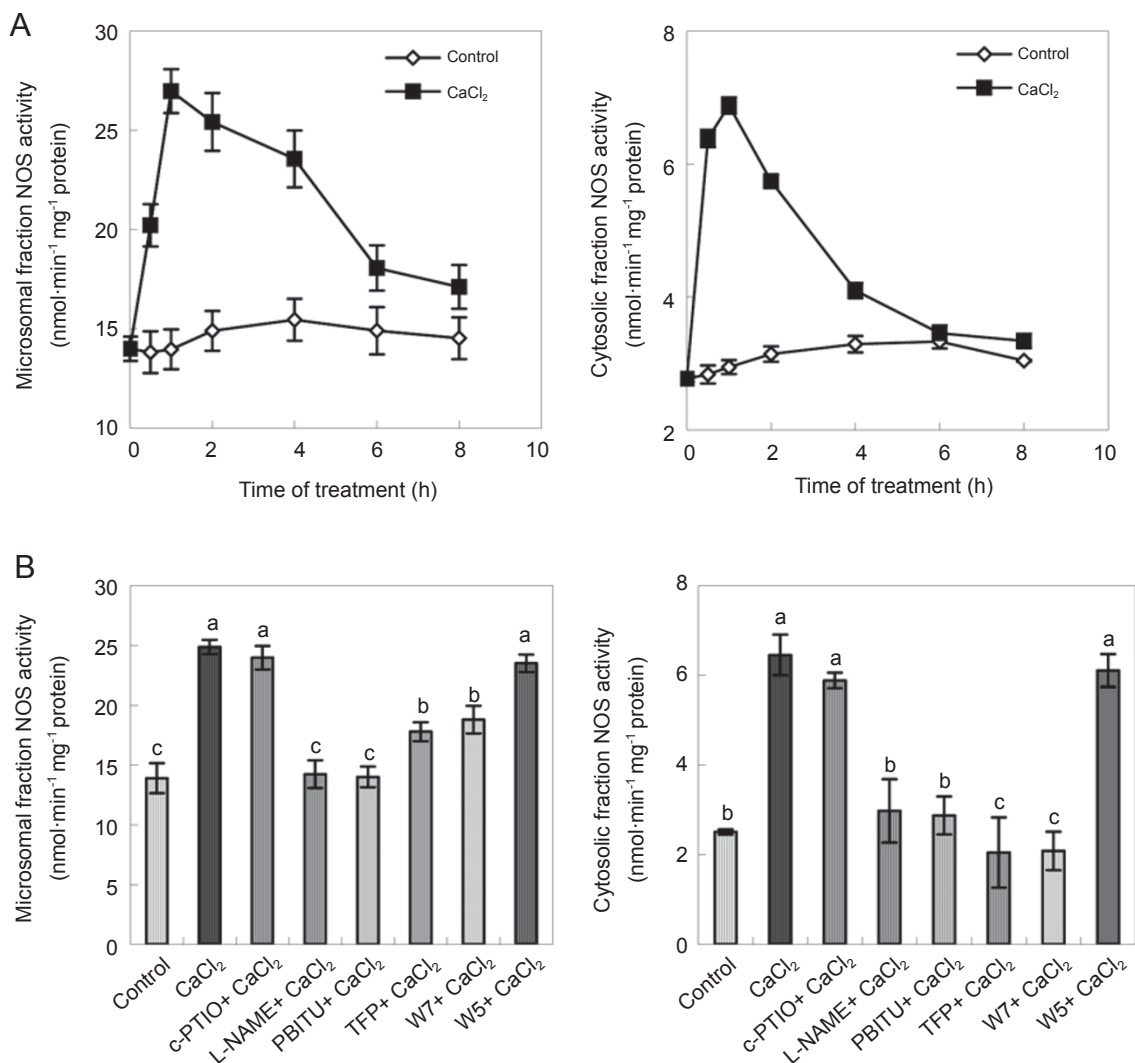 A
Microsomal fraction NOS activity
(nmol·min⁻¹ mg⁻¹ protein)
30
25
20
15
10
Control
CaCl₂
0
2
4
6
8
10
Time of treatment (h)
Cytosolic fraction NOS activity
(nmol·min⁻¹ mg⁻¹ protein)
8
6
4
2
Control
CaCl₂
0
2
4
6
8
10
Time of treatment (h)
B
Microsomal fraction NOS activity
(nmol·min⁻¹ mg⁻¹ protein)
30
25
20
15
10
5
0
c
a
a
c
c
b
b
a
Control
CaCl₂
c-PTIO+ CaCl₂
L-NAME+ CaCl₂
PBITU+ CaCl₂
TFP+ CaCl₂
W7+ CaCl₂
W5+ CaCl₂
Cytosolic fraction NOS activity
(nmol·min⁻¹ mg⁻¹ protein)
8
6
4
2
0
b
a
a
b
b
c
c
a
Control
CaCl₂
c-PTIO+ CaCl₂
L-NAME+ CaCl₂
PBITU+ CaCl₂
TFP+ CaCl₂
W7+ CaCl₂
W5+ CaCl₂